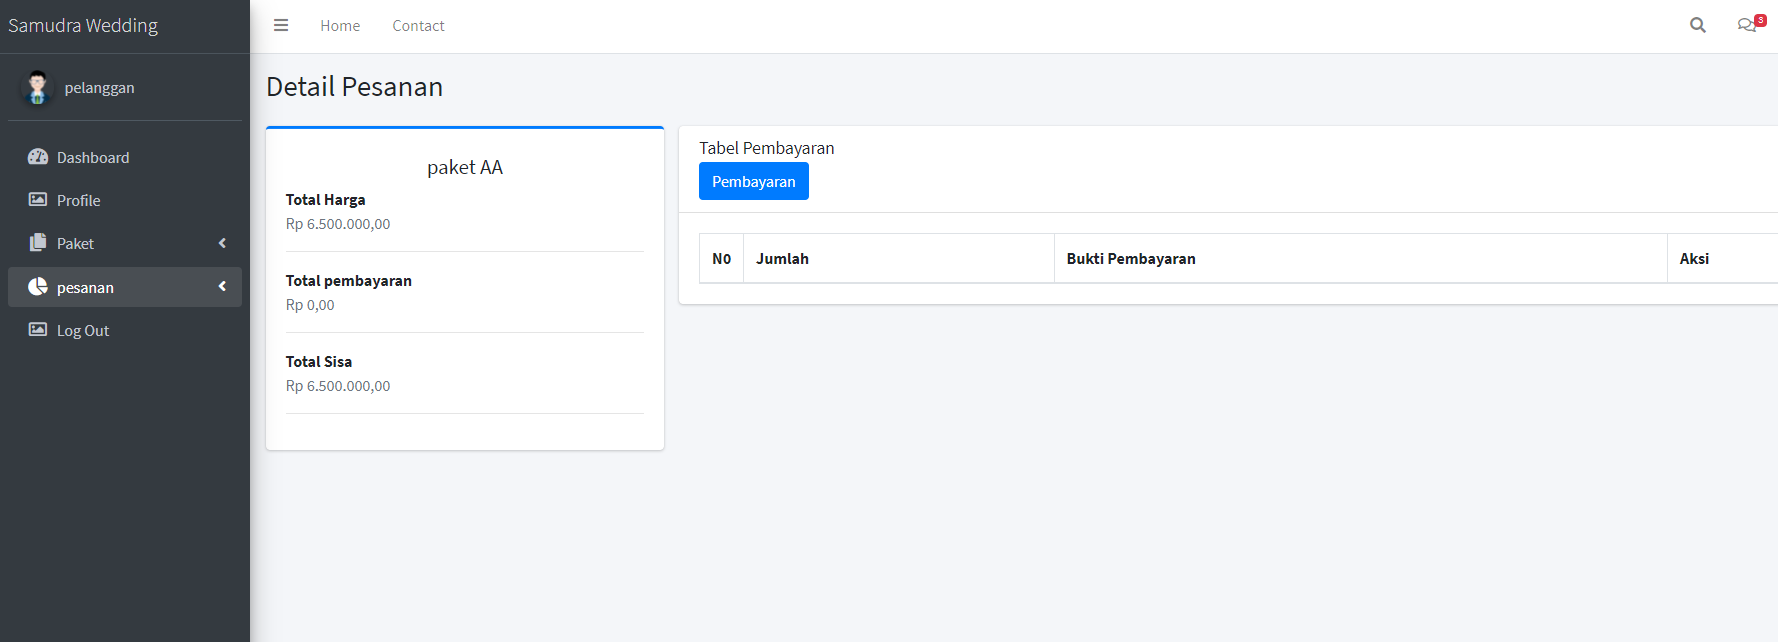 Samudra Wedding
Home
Contact
3
pelanggan
Dashboard
Profile
Paket
pesanan
Log Out
Detail Pesanan
paket AA
Total Harga
Rp 6.500.000,00
Total pembayaran
Rp 0,00
Total Sisa
Rp 6.500.000,00
Tabel Pembayaran
Pembayaran
N0
Jumlah
Bukti Pembayaran
Aksi